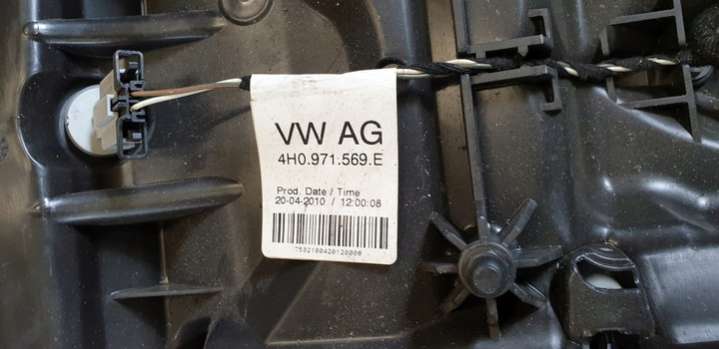 VW AG
4H0.971.569.E
Prod. Date / Time
20-04-2010 / 12:00:08